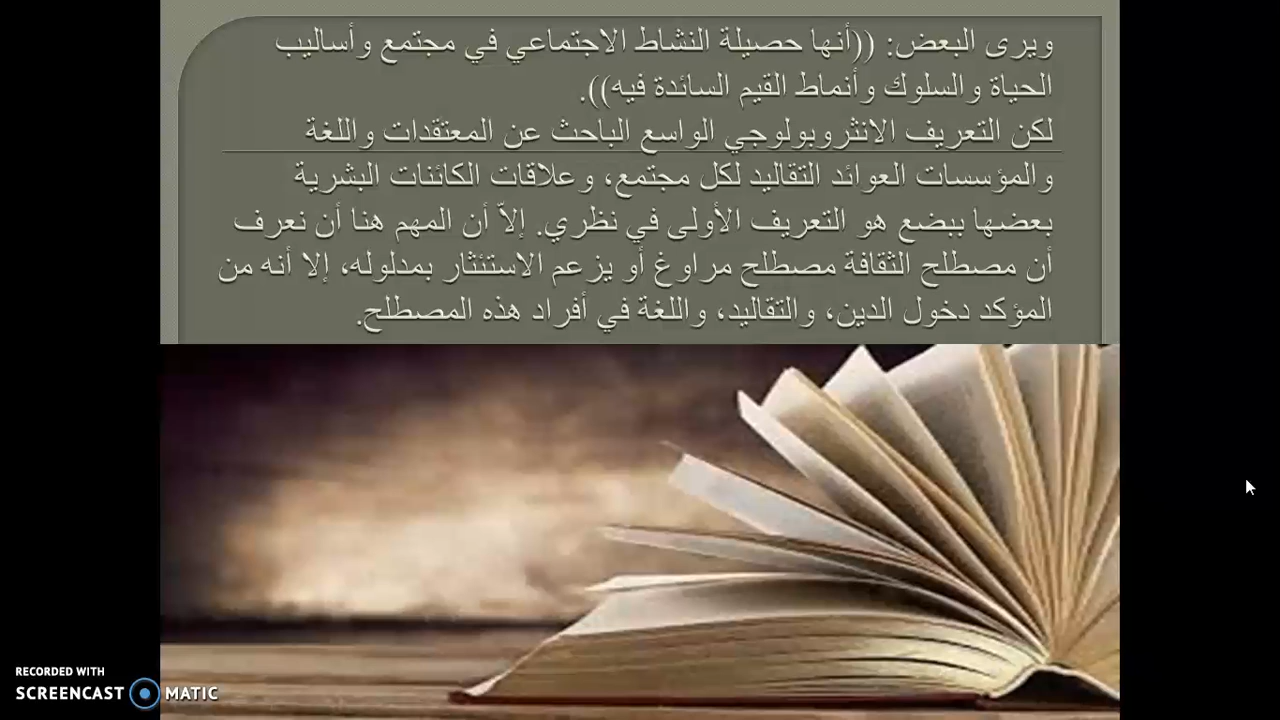 ويرى البعض: ((أنها حصيلة النشاط الاجتماعي في مجتمع وأساليب
الحياة والسلوك وأنماط القيم السائدة فيه)).
لكن التعريف الانثروبولوجي الواسع الباحث عن المعتقدات واللغة
والمؤسسات العوائد التقاليد لكل مجتمع، وعلاقات الكائنات البشرية
بعضها ببضع هو التعريف الأولى في نظري. إلاّ أن المهم هنا أن نعرف
أن مصطلح الثقافة مصطلح مراوغ أو يزعم الاستئثار بمدلوله، إلا أنه من
المؤكد دخول الدين، والتقاليد، واللغة في أفراد هذه المصطلح.
RECORDED WITH
SCREENCAST MATIC